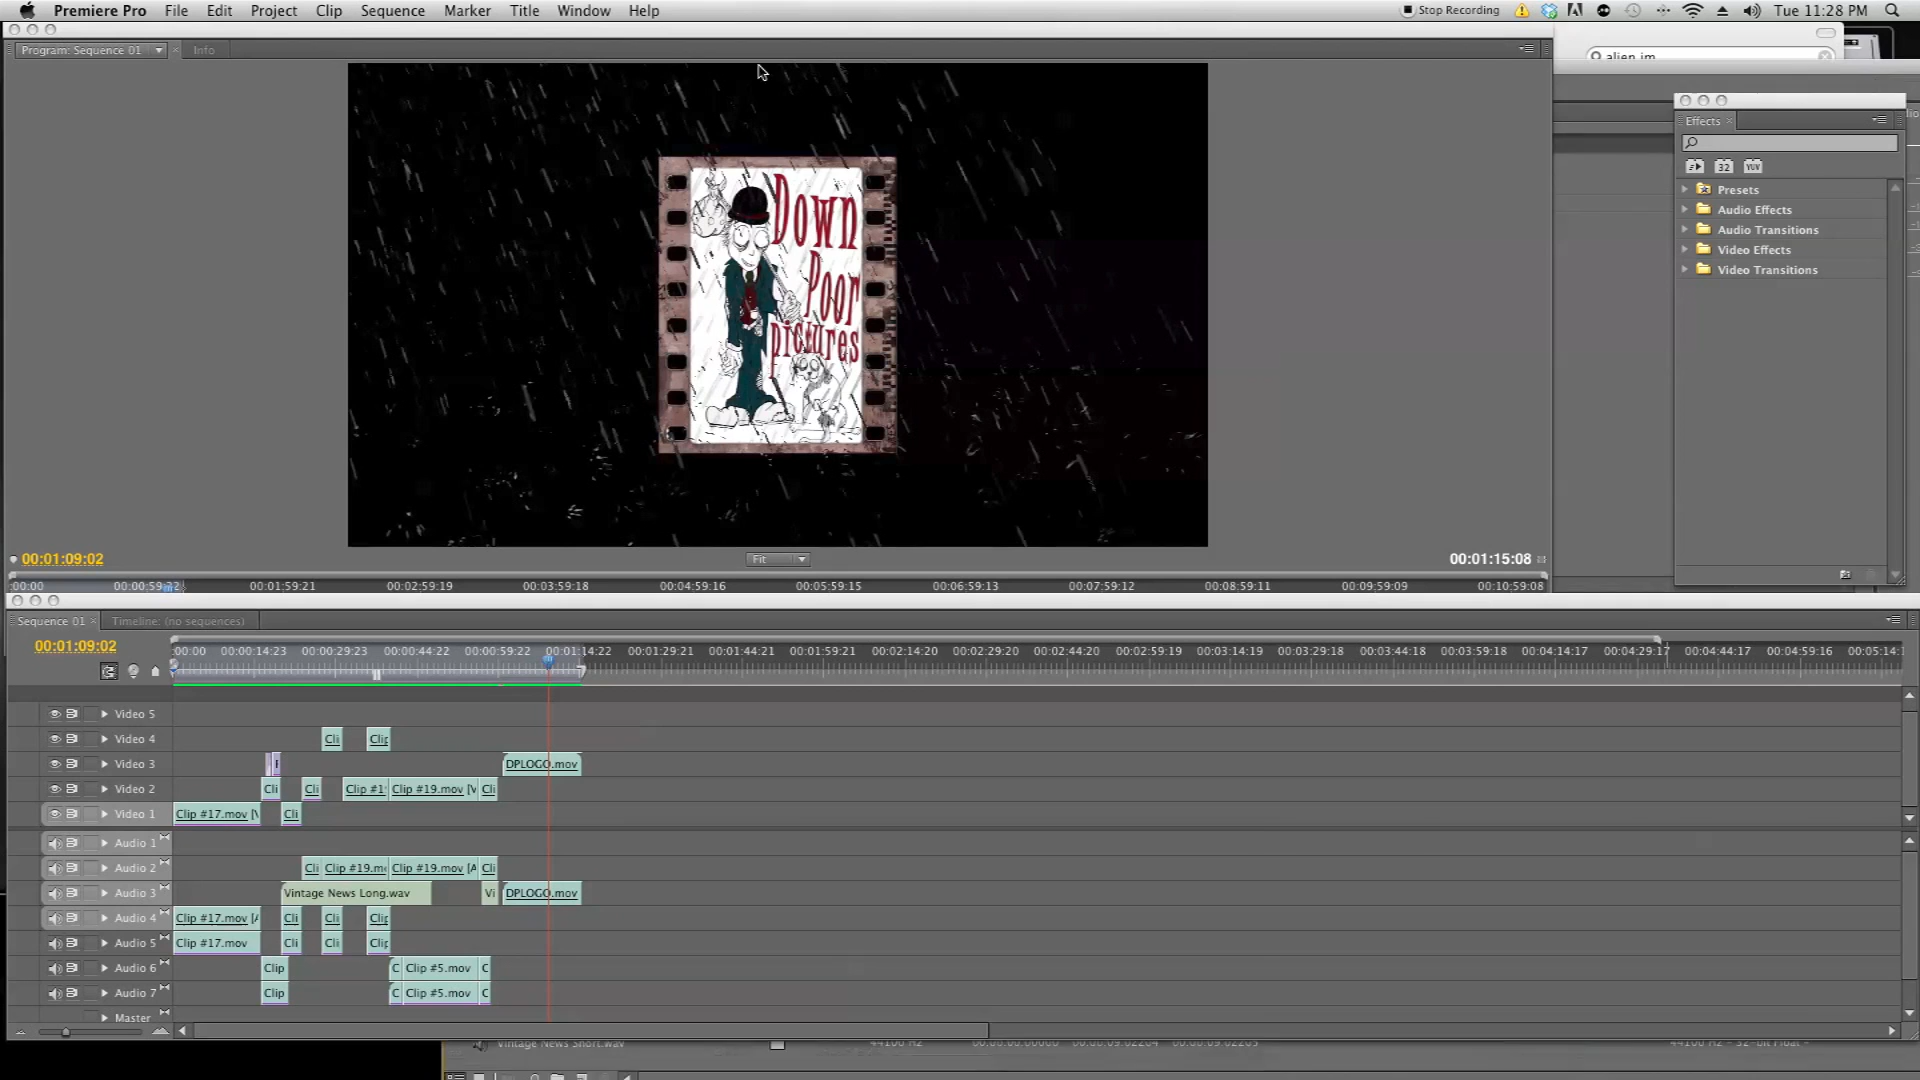 Premiere Pro File Edit Project Clip Sequence Marker Title Window Help Stop Recording Tue 11:28 PM
Program: Sequence 01 Info
alien im
Effects
32 YUV
Presets
Audio Effects
Audio Transitions
Video Effects
Video Transitions
Down
Poor
pictures
00:01:09:02 Fit 00:01:15:08
:00:00 00:00:59:22 00:01:59:21 00:02:59:19 00:03:59:18 00:04:59:16 00:05:59:15 00:06:59:13 00:07:59:12 00:08:59:11 00:09:59:09 00:10:59:08
Sequence 01 Timeline: (no sequences)
00:01:09:02
:00:00 00:00:14:23 00:00:29:23 00:00:44:22 00:00:59:22 00:01:14:22 00:01:29:21 00:01:44:21 00:01:59:21 00:02:14:20 00:02:29:20 00:02:44:20 00:02:59:19 00:03:14:19 00:03:29:18 00:03:44:18 00:03:59:18 00:04:14:17 00:04:29:17 00:04:44:17 00:04:59:16 00:05:14:1
Video 5
Video 4 Cli Clip
Video 3 DPLOGO.mov
Video 2 Cli Cli Clip #1 Clip #19.mov [V Cli
Video 1 Clip #17.mov [V Cli
Audio 1
Audio 2 Cli Clip #19.m Clip #19.mov [A Cli
Audio 3 Vintage News Long.wav Vi DPLOGO.mov
Audio 4 Clip #17.mov [A Cli Cli Clip
Audio 5 Clip #17.mov Cli Cli Clip
Audio 6 Clip C Clip #5.mov C
Audio 7 Clip C Clip #5.mov C
Master
Vintage News Short.wav 44100 Hz 44100 Hz - 32-bit Float -